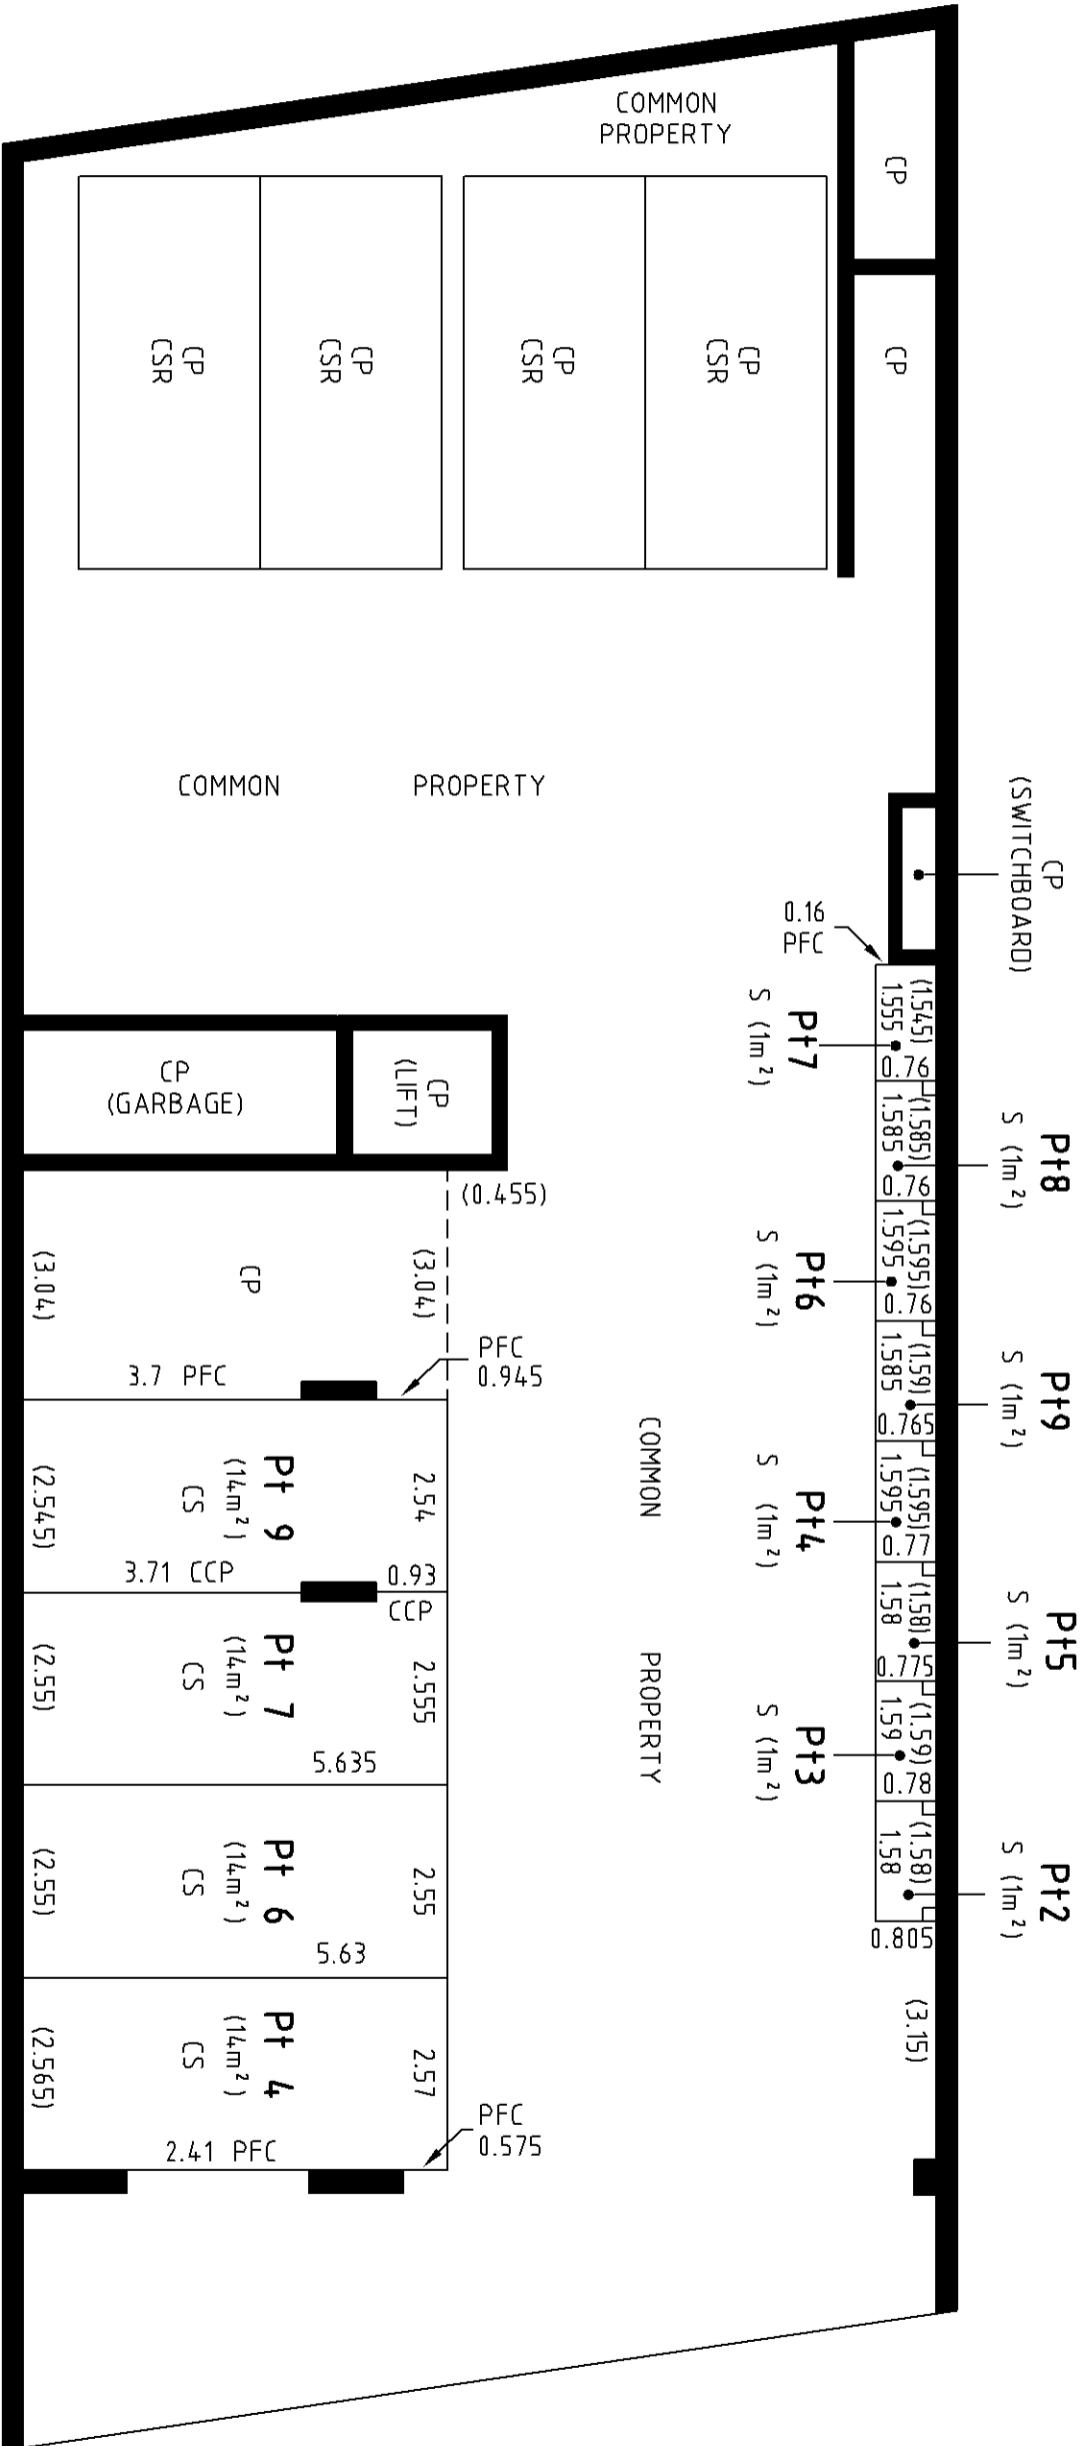 COMMON
PROPERTY
CP
CP
CP
CSR
CP
CSR
CP
CSR
CP
CSR
COMMON PROPERTY
CP
(SWITCHBOARD)
0.16
PFC
(1.545)
1.555
0.76
Pt7
S (1m²)
(1.585)
1.585
0.76
Pt8
S (1m²)
(1.595)
1.595
0.76
Pt6
S (1m²)
(1.59)
1.585
0.765
Pt9
S (1m²)
(1.595)
1.595
0.77
Pt4
S (1m²)
(1.58)
1.58
0.775
Pt5
S (1m²)
(1.59)
1.59
0.78
Pt3
S (1m²)
(1.58)
1.58
0.805
Pt2
S (1m²)
(3.15)
CP
(GARBAGE)
CP
(LIFT)
(0.455)
(3.04)
CP
(3.04)
3.7 PFC
PFC
0.945
COMMON PROPERTY
2.54
Pt 9
(14m²)
CS
(2.545)
3.71 CCP
0.93
CCP
2.555
Pt 7
(14m²)
CS
(2.55)
5.635
2.55
Pt 6
(14m²)
CS
(2.55)
5.63
2.57
Pt 4
(14m²)
CS
(2.565)
2.41 PFC
PFC
0.575